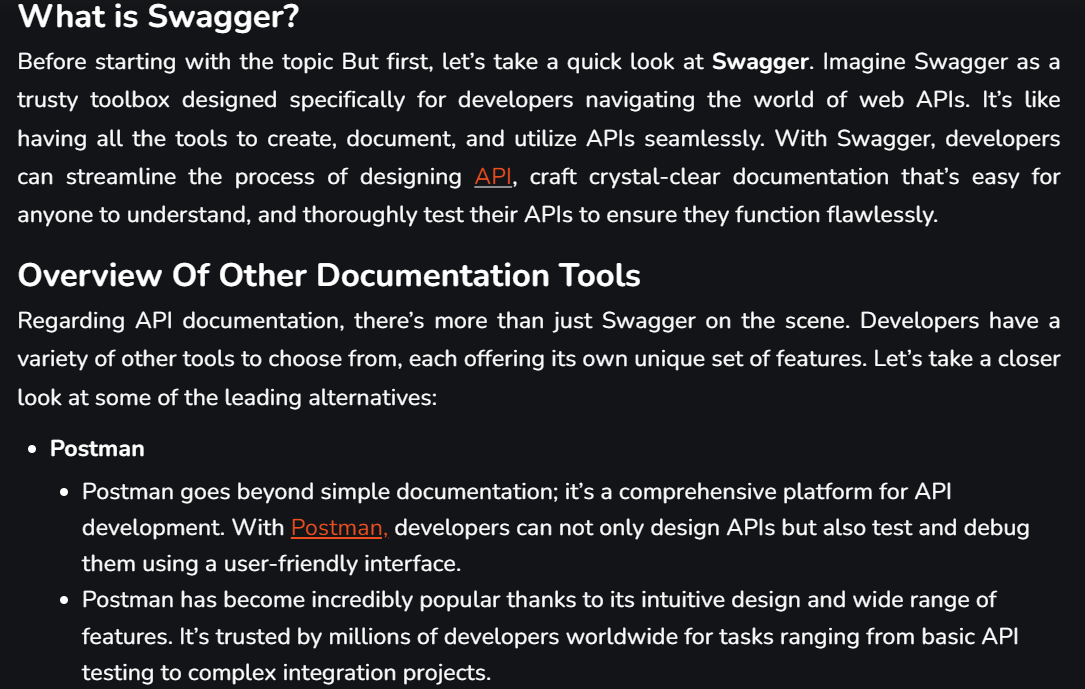 What is Swagger?
Before starting with the topic But first, let’s take a quick look at Swagger. Imagine Swagger as a
trusty toolbox designed specifically for developers navigating the world of web APIs. It’s like
having all the tools to create, document, and utilize APIs seamlessly. With Swagger, developers
can streamline the process of designing API, craft crystal-clear documentation that’s easy for
anyone to understand, and thoroughly test their APIs to ensure they function flawlessly.
Overview Of Other Documentation Tools
Regarding API documentation, there’s more than just Swagger on the scene. Developers have a
variety of other tools to choose from, each offering its own unique set of features. Let’s take a closer
look at some of the leading alternatives:
• Postman
• Postman goes beyond simple documentation; it’s a comprehensive platform for API
development. With Postman, developers can not only design APIs but also test and debug
them using a user-friendly interface.
• Postman has become incredibly popular thanks to its intuitive design and wide range of
features. It’s trusted by millions of developers worldwide for tasks ranging from basic API
testing to complex integration projects.